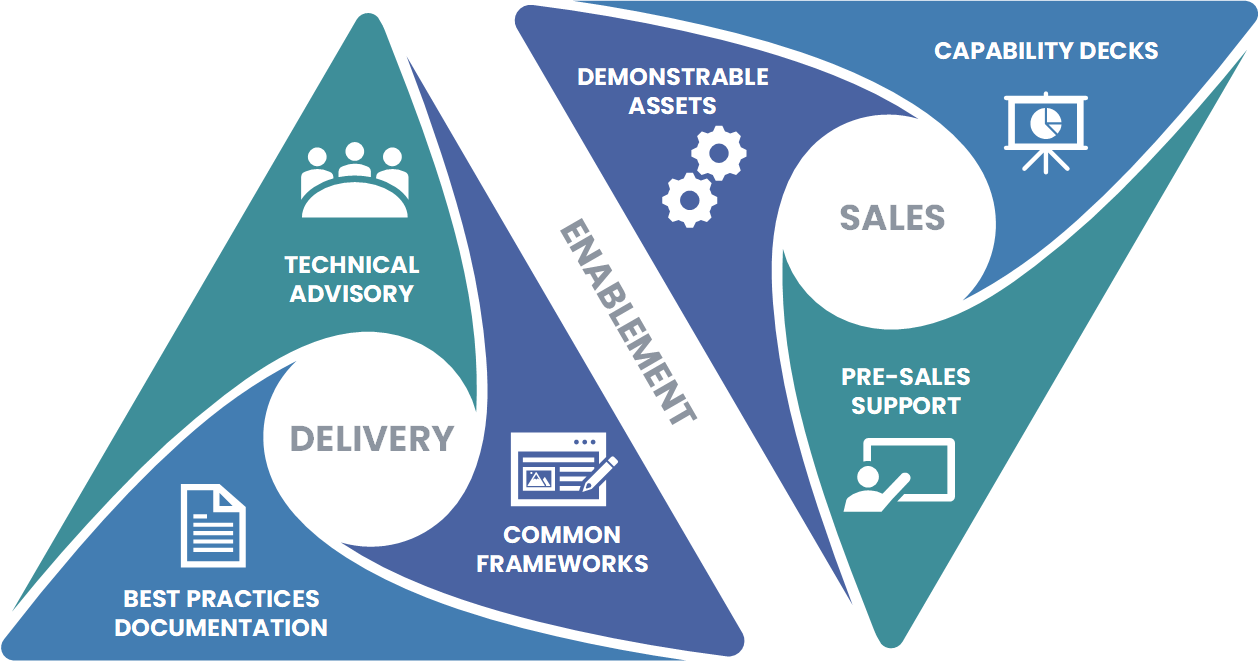 TECHNICAL
ADVISORY
DELIVERY
BEST PRACTICES
DOCUMENTATION
COMMON
FRAMEWORKS
ENABLEMENT
DEMONSTRABLE
ASSETS
CAPABILITY DECKS
SALES
PRE-SALES
SUPPORT